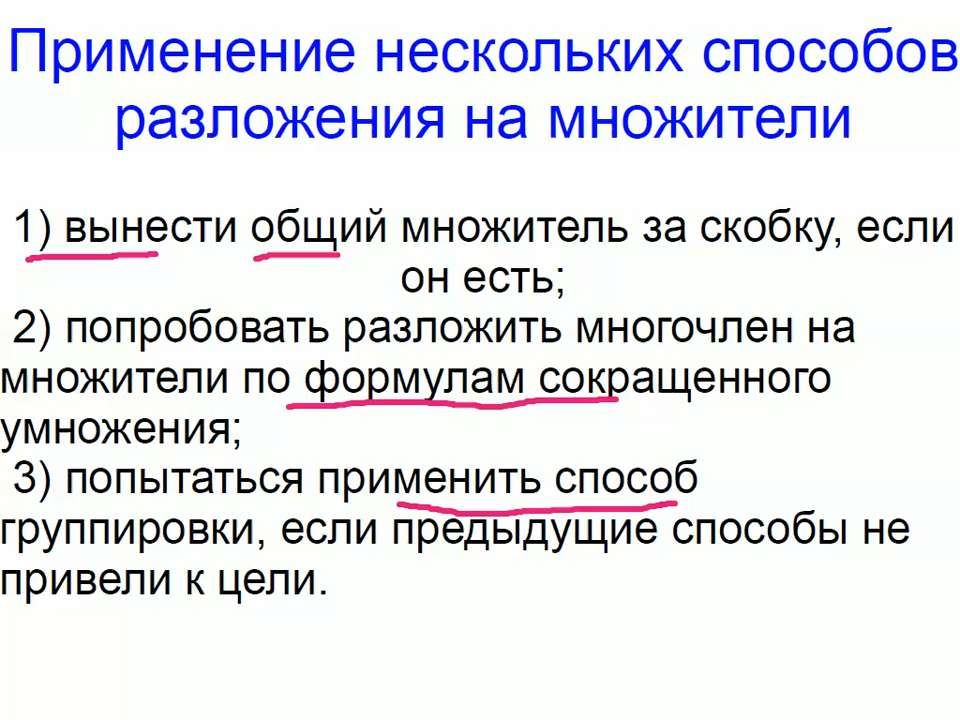 Применение нескольких способов
разложения на множители
1) вынести общий множитель за скобку, если
он есть;
2) попробовать разложить многочлен на
множители по формулам сокращенного
умножения;
3) попытаться применить способ
группировки, если предыдущие способы не
привели к цели.